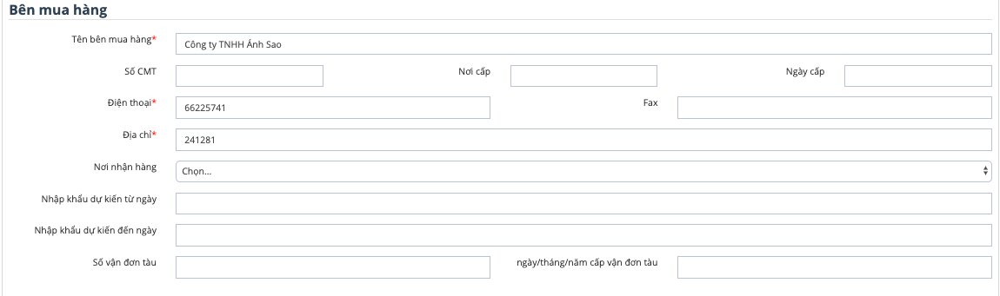 Bên mua hàng
Tên bên mua hàng* Công ty TNHH Ánh Sao
Số CMT Nơi cấp Ngày cấp
Điện thoại* 66225741 Fax
Địa chỉ* 241281
Nơi nhận hàng Chọn...
Nhập khẩu dự kiến từ ngày
Nhập khẩu dự kiến đến ngày
Số vận đơn tàu ngày/tháng/năm cấp vận đơn tàu